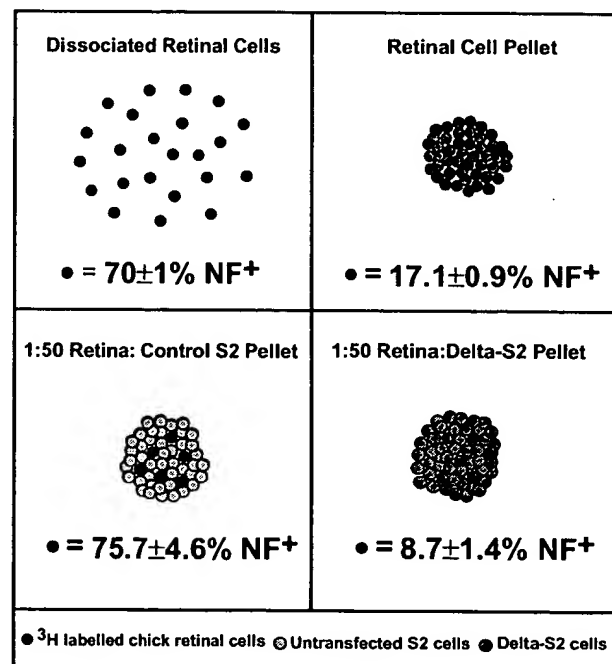 Dissociated Retinal Cells
● = 70±1% NF+
Retinal Cell Pellet
● = 17.1±0.9% NF+
1:50 Retina: Control S2 Pellet
● = 75.7±4.6% NF+
1:50 Retina:Delta-S2 Pellet
● = 8.7±1.4% NF+
● ³H labelled chick retinal cells ◎ Untransfected S2 cells ● Delta-S2 cells